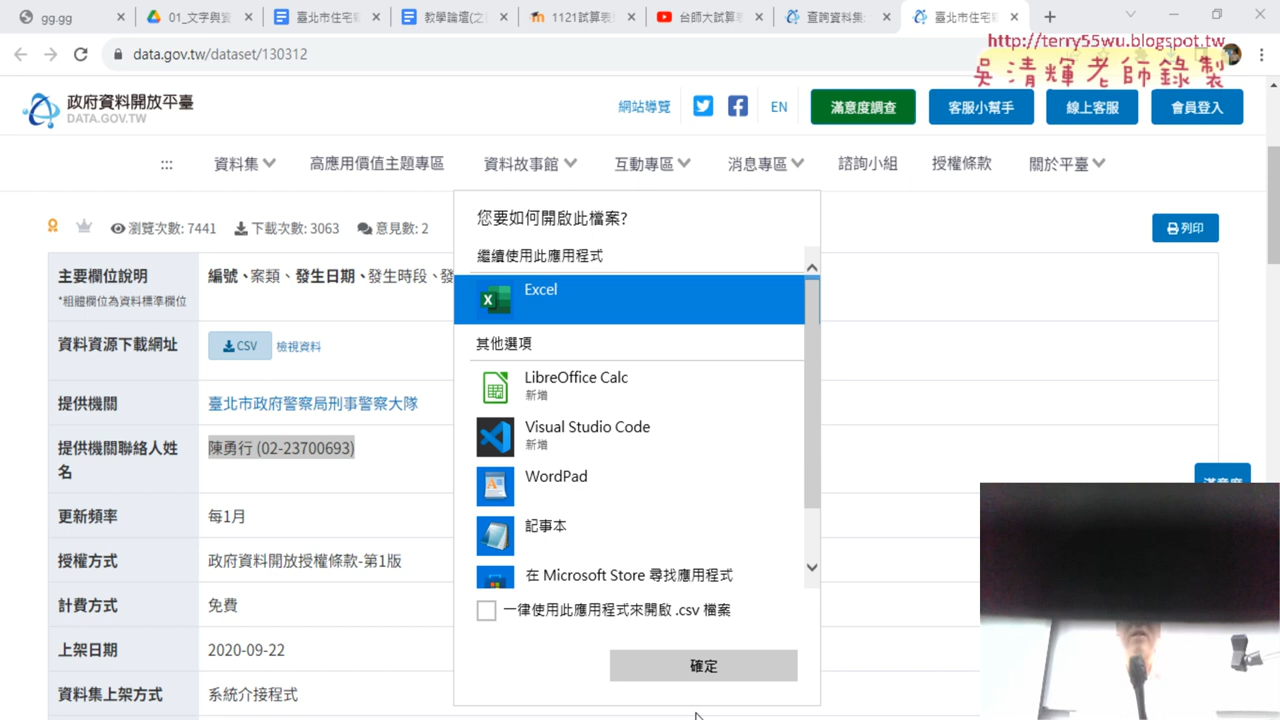 gg.gg
01_文字與資
臺北市住宅
教學論壇(之
1121試算表
台師大試算
查詢資料集
臺北市住宅
data.gov.tw/dataset/130312
http://terry55wu.blogspot.tw
吳清輝老師錄製
政府資料開放平臺
DATA.GOV.TW
網站導覽
EN
滿意度調查
客服小幫手
線上客服
會員登入
:::
資料集
高應用價值主題專區
資料故事館
互動專區
消息專區
諮詢小組
授權條款
關於平臺
瀏覽次數: 7441
下載次數: 3063
意見數: 2
列印
主要欄位說明
*粗體欄位為資料標準欄位
編號、案類、發生日期、發生時段、發
資料資源下載網址
CSV
檢視資料
提供機關
臺北市政府警察局刑事警察大隊
提供機關聯絡人姓
名
陳勇行 (02-23700693)
更新頻率
每1月
授權方式
政府資料開放授權條款-第1版
計費方式
免費
上架日期
2020-09-22
資料集上架方式
系統介接程式
您要如何開啟此檔案?
繼續使用此應用程式
Excel
其他選項
LibreOffice Calc
新增
Visual Studio Code
新增
WordPad
記事本
在 Microsoft Store 尋找應用程式
一律使用此應用程式來開啟 .csv 檔案
確定